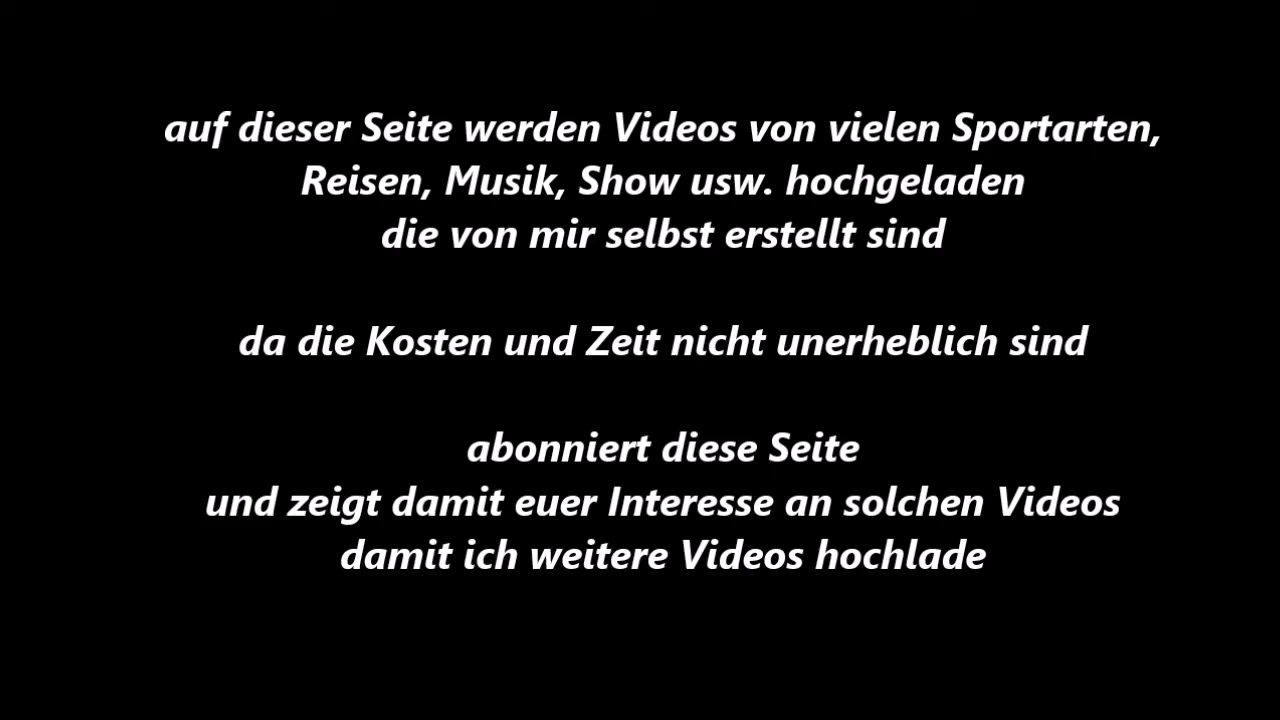 auf dieser Seite werden Videos von vielen Sportarten,
Reisen, Musik, Show usw. hochgeladen
die von mir selbst erstellt sind
da die Kosten und Zeit nicht unerheblich sind
abonniert diese Seite
und zeigt damit euer Interesse an solchen Videos
damit ich weitere Videos hochlade